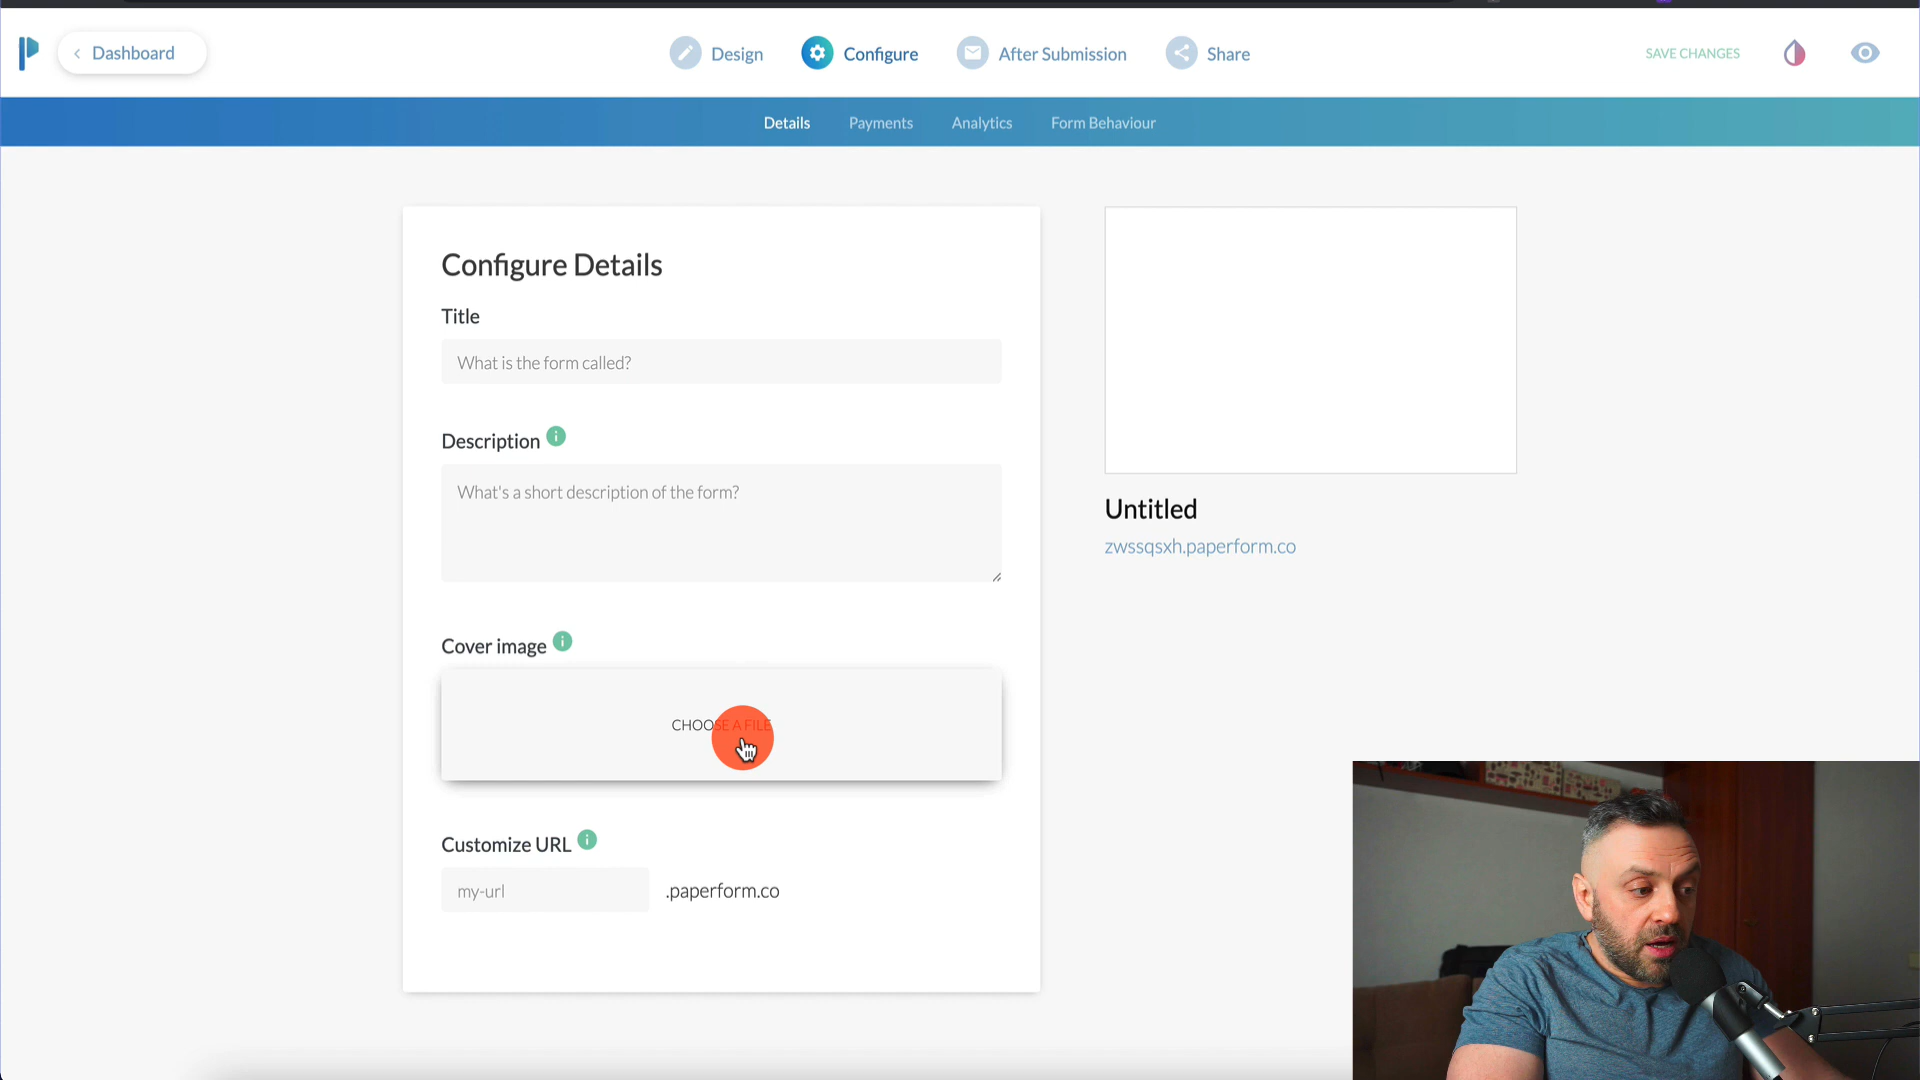 Dashboard
Design
Configure
After Submission
Share
SAVE CHANGES
Details
Payments
Analytics
Form Behaviour
Configure Details
Title
What is the form called?
Description
What's a short description of the form?
Cover image
CHOOSE A FILE
Customize URL
my-url
.paperform.co
Untitled
zwssqsxh.paperform.co